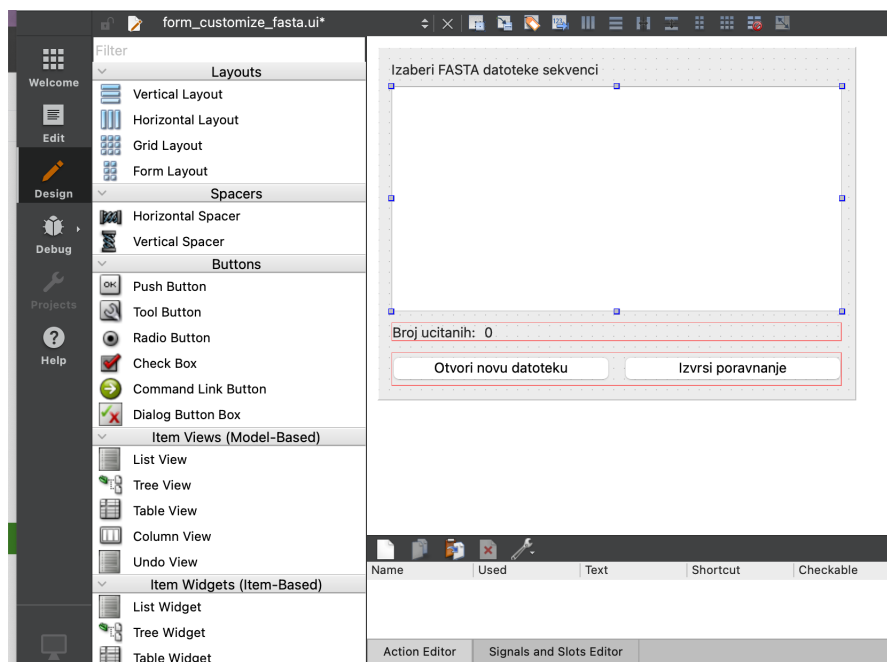 form_customize_fasta.ui*
Welcome
Edit
Design
Debug
Projects
Help
Filter
Layouts
Vertical Layout
Horizontal Layout
Grid Layout
Form Layout
Spacers
Horizontal Spacer
Vertical Spacer
Buttons
OK Push Button
Tool Button
Radio Button
Check Box
Command Link Button
Dialog Button Box
Item Views (Model-Based)
List View
Tree View
Table View
Column View
Undo View
Item Widgets (Item-Based)
List Widget
Tree Widget
Table Widget
Izaberi FASTA datoteke sekvenci
Broj ucitanih: 0
Otvori novu datoteku Izvrsi poravnanje
Name Used Text Shortcut Checkable
Action Editor Signals and Slots Editor